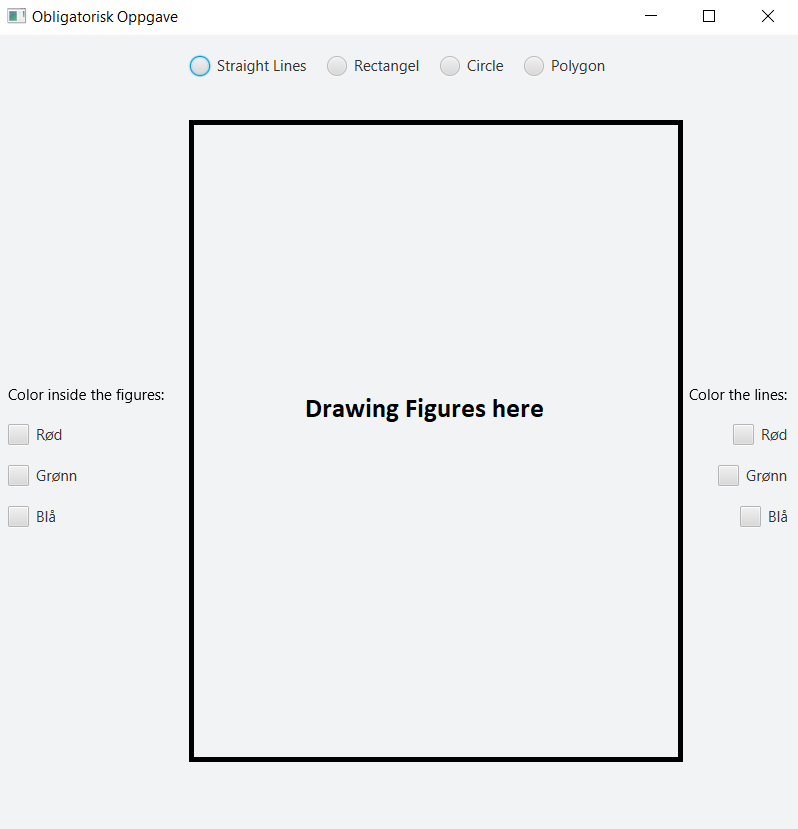 Obligatorisk Oppgave
Straight Lines Rectangel Circle Polygon
Color inside the figures:
Rød
Grønn
Blå
Drawing Figures here
Color the lines:
Rød
Grønn
Blå